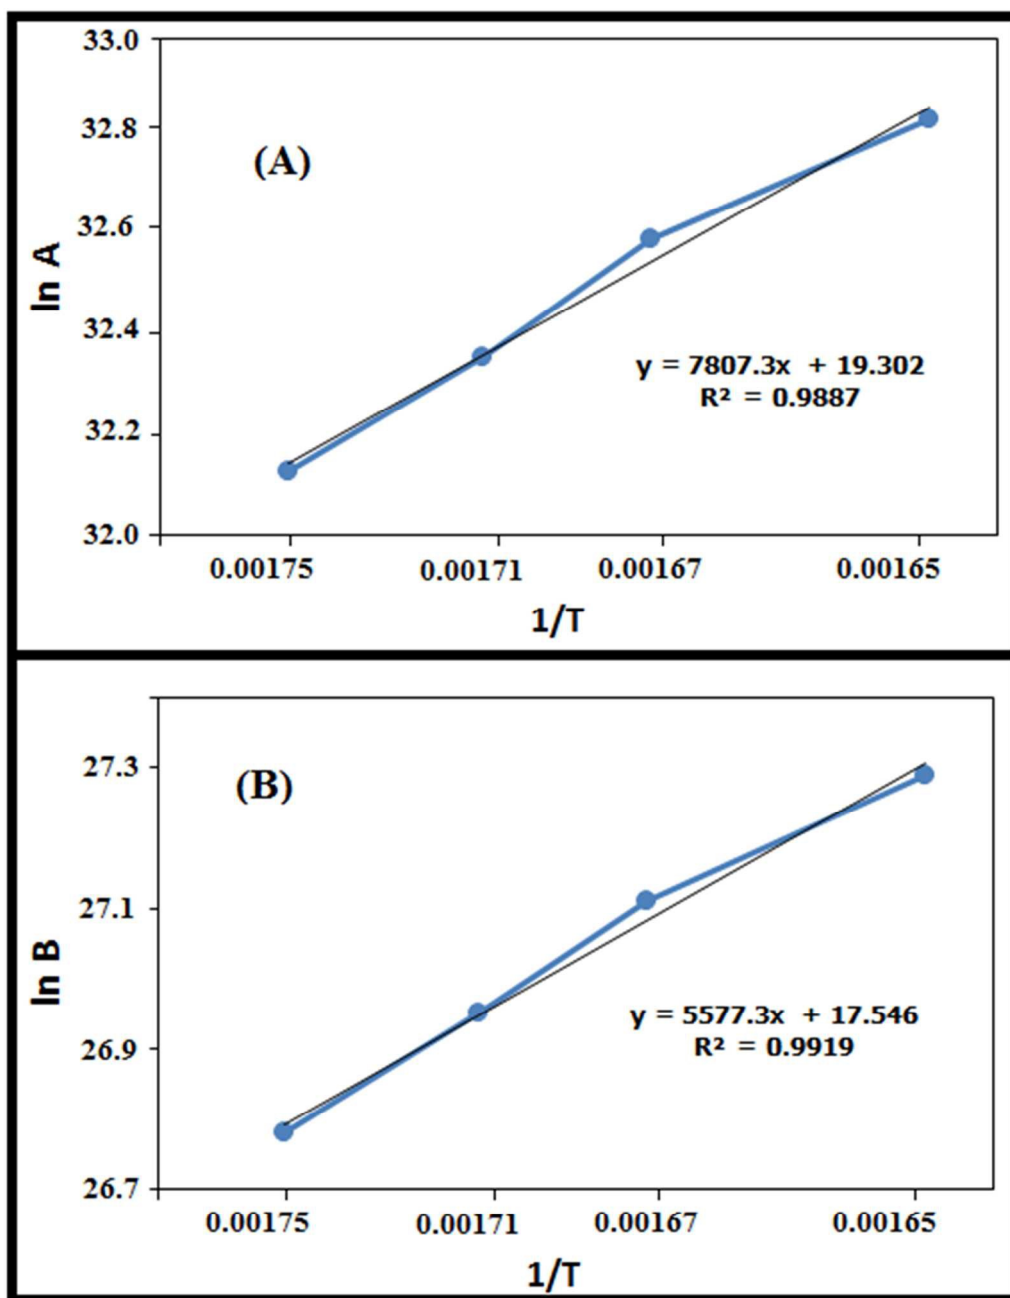 33.0
32.8
(A)
32.6
ln A
32.4
y = 7807.3x + 19.302
R² = 0.9887
32.2
32.0
0.00175 0.00171 0.00167 0.00165
1/T
27.3
(B)
27.1
ln B
y = 5577.3x + 17.546
R² = 0.9919
26.9
26.7
0.00175 0.00171 0.00167 0.00165
1/T